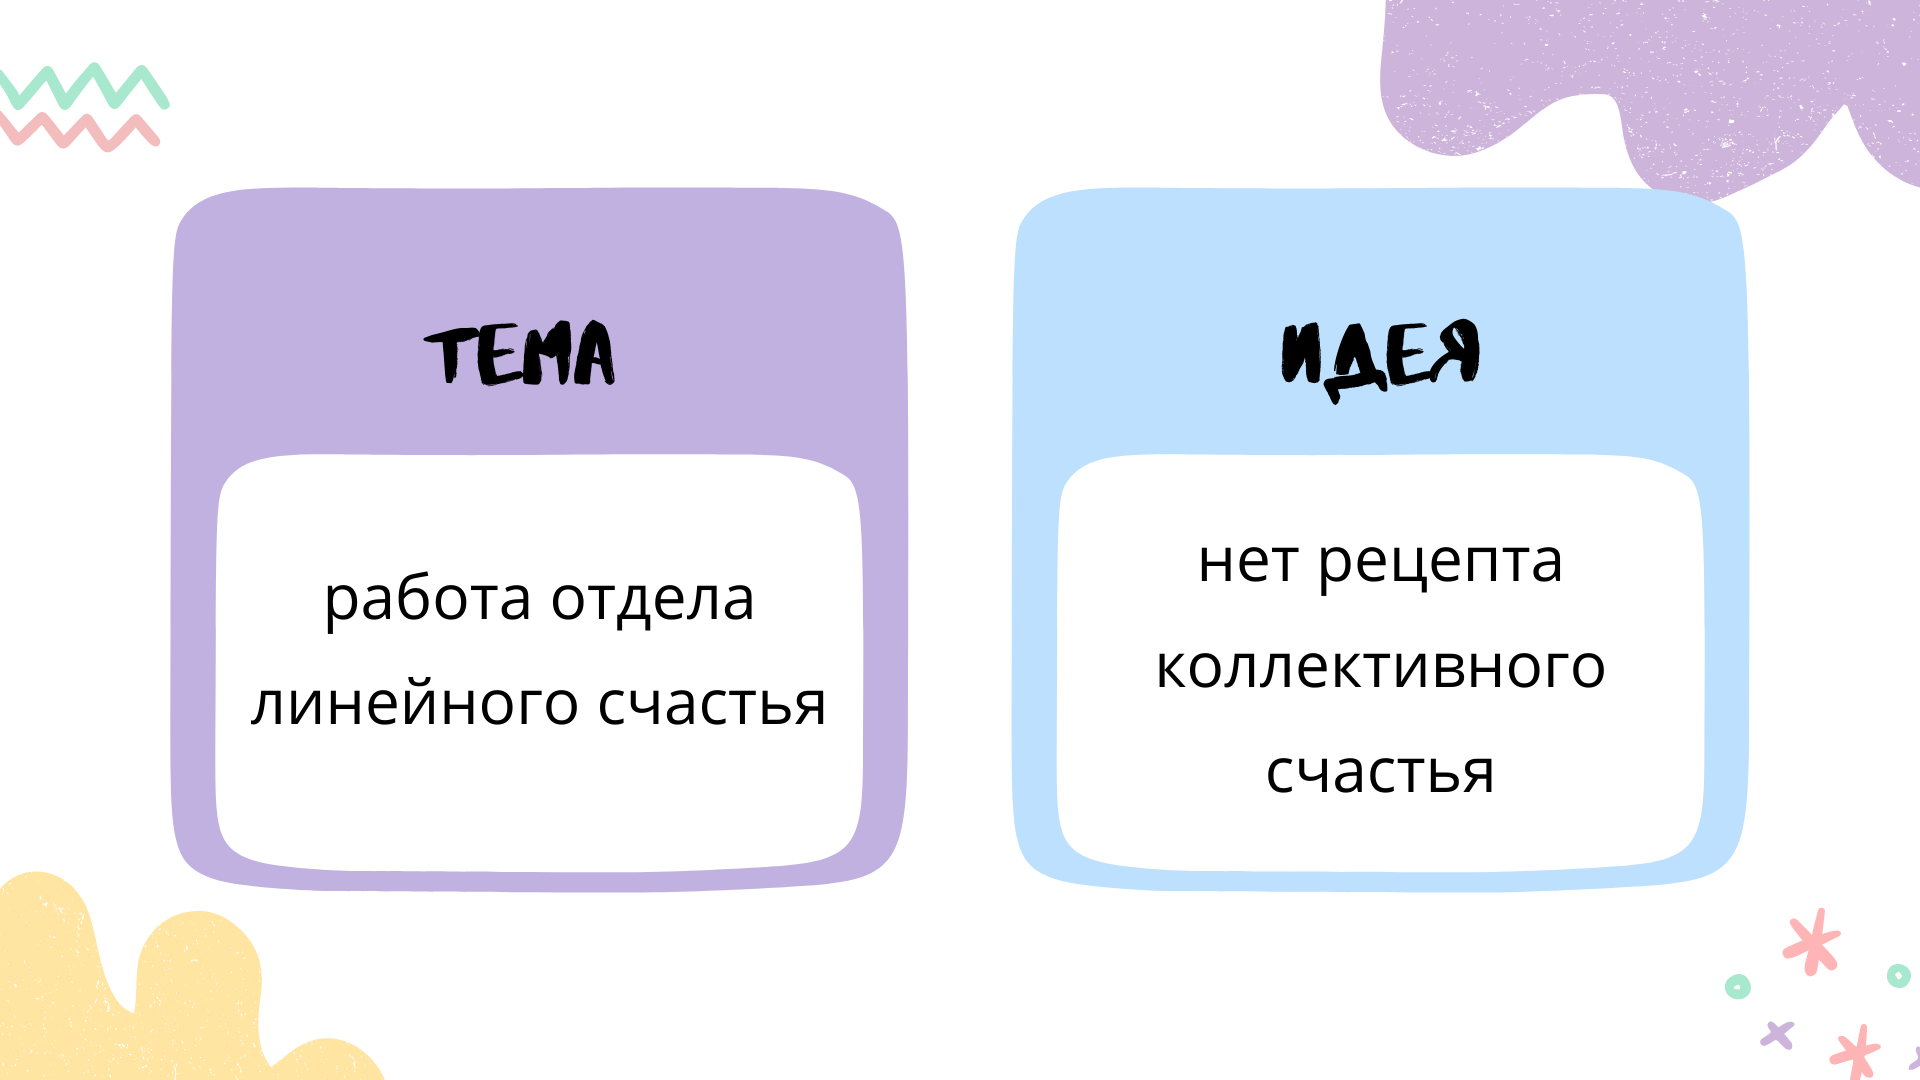 ТЕМА
работа отдела
линейного счастья
ИДЕЯ
нет рецепта
коллективного
счастья